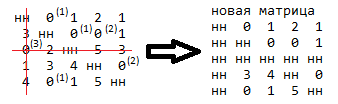 нн 0(1) 1 2 1
3 нн 0(1) 0(2) 1
0(3) 2 нн 5 3
1 3 4 нн 0(2)
4 0(1) 1 5 нн
новая матрица
нн 0 1 2 1
нн нн 0 0 1
нн нн нн нн нн
нн 3 4 нн 0
нн 0 1 5 нн